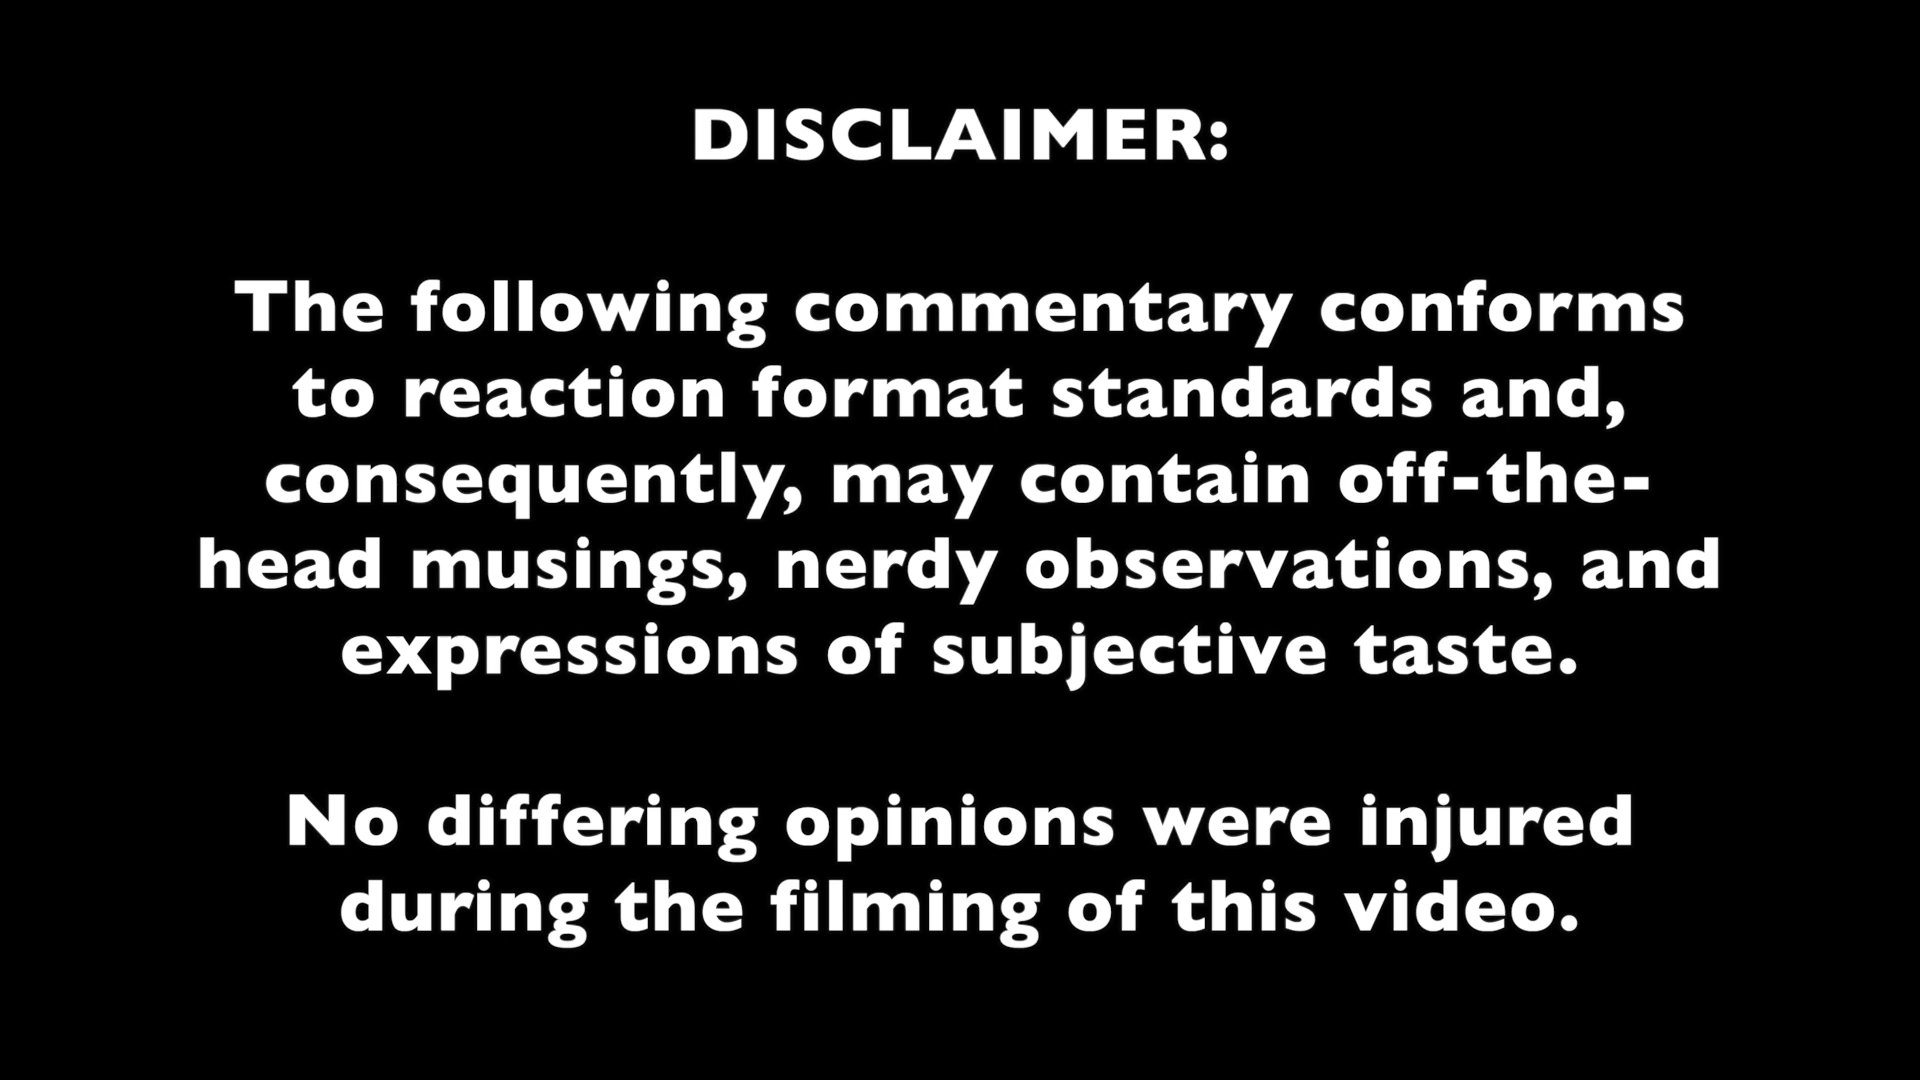 DISCLAIMER:
The following commentary conforms
to reaction format standards and,
consequently, may contain off-the-
head musings, nerdy observations, and
expressions of subjective taste.
No differing opinions were injured
during the filming of this video.